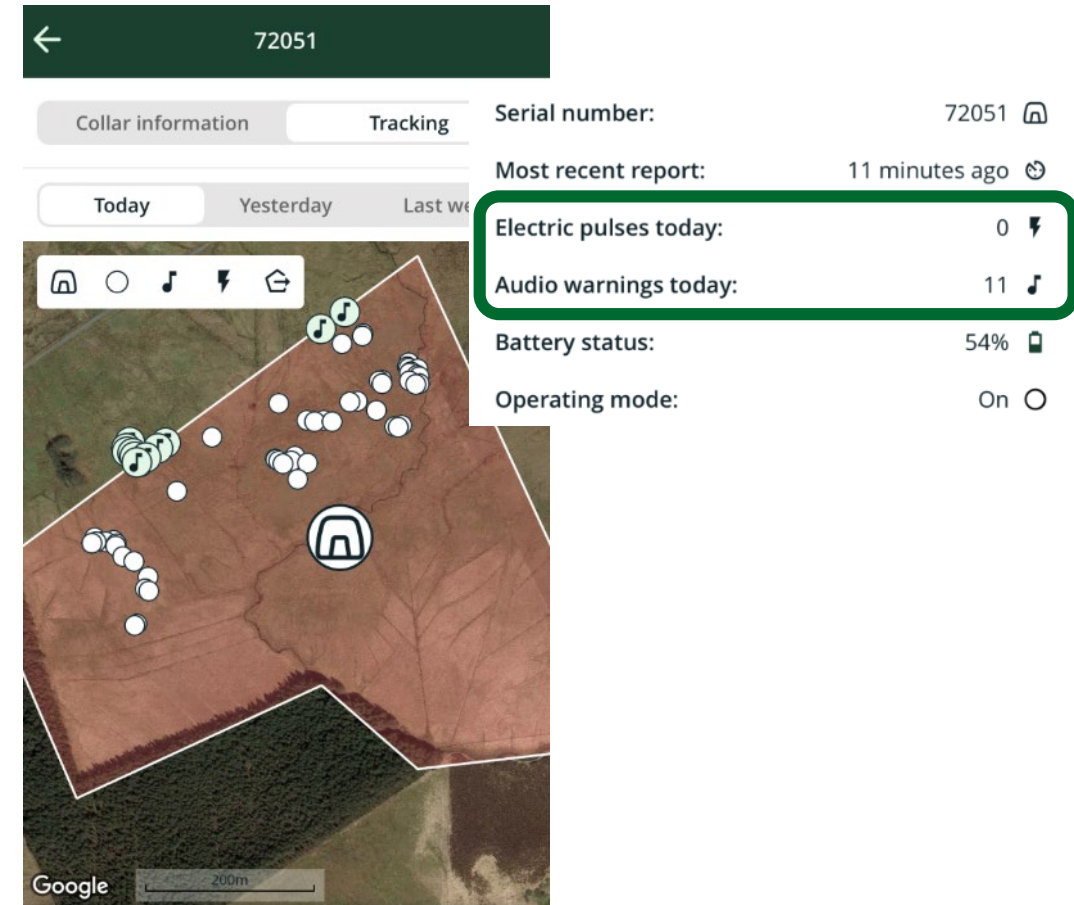 72051
Collar information Tracking
Today Yesterday Last we
Google
200m
Serial number: 72051
Most recent report: 11 minutes ago
Electric pulses today: 0
Audio warnings today: 11
Battery status: 54%
Operating mode: On